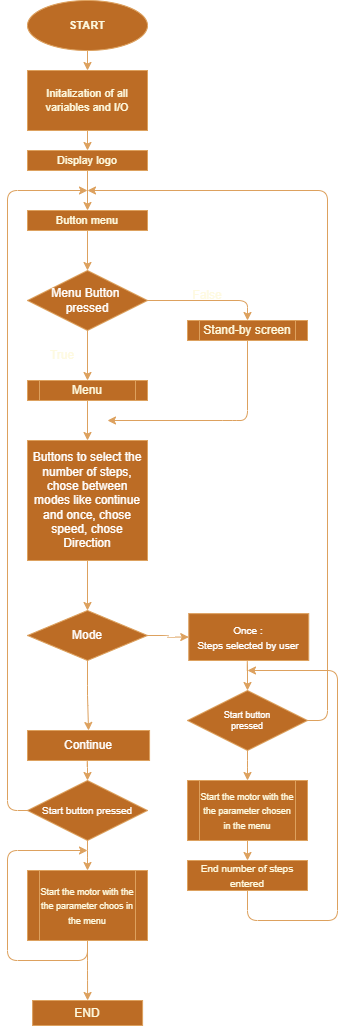 START
Initalization of all
variables and I/O
Display logo
Button menu
Menu Button
pressed
False
Stand-by screen
True
Menu
Buttons to select the
number of steps,
chose between
modes like continue
and once, chose
speed, chose
Direction
Mode
Once :
Steps selected by user
Continue
Start button
pressed
Start button pressed
Start the motor with the
the parameter chosen
in the menu
End number of steps
entered
Start the motor with the
the parameter choos in
the menu
END